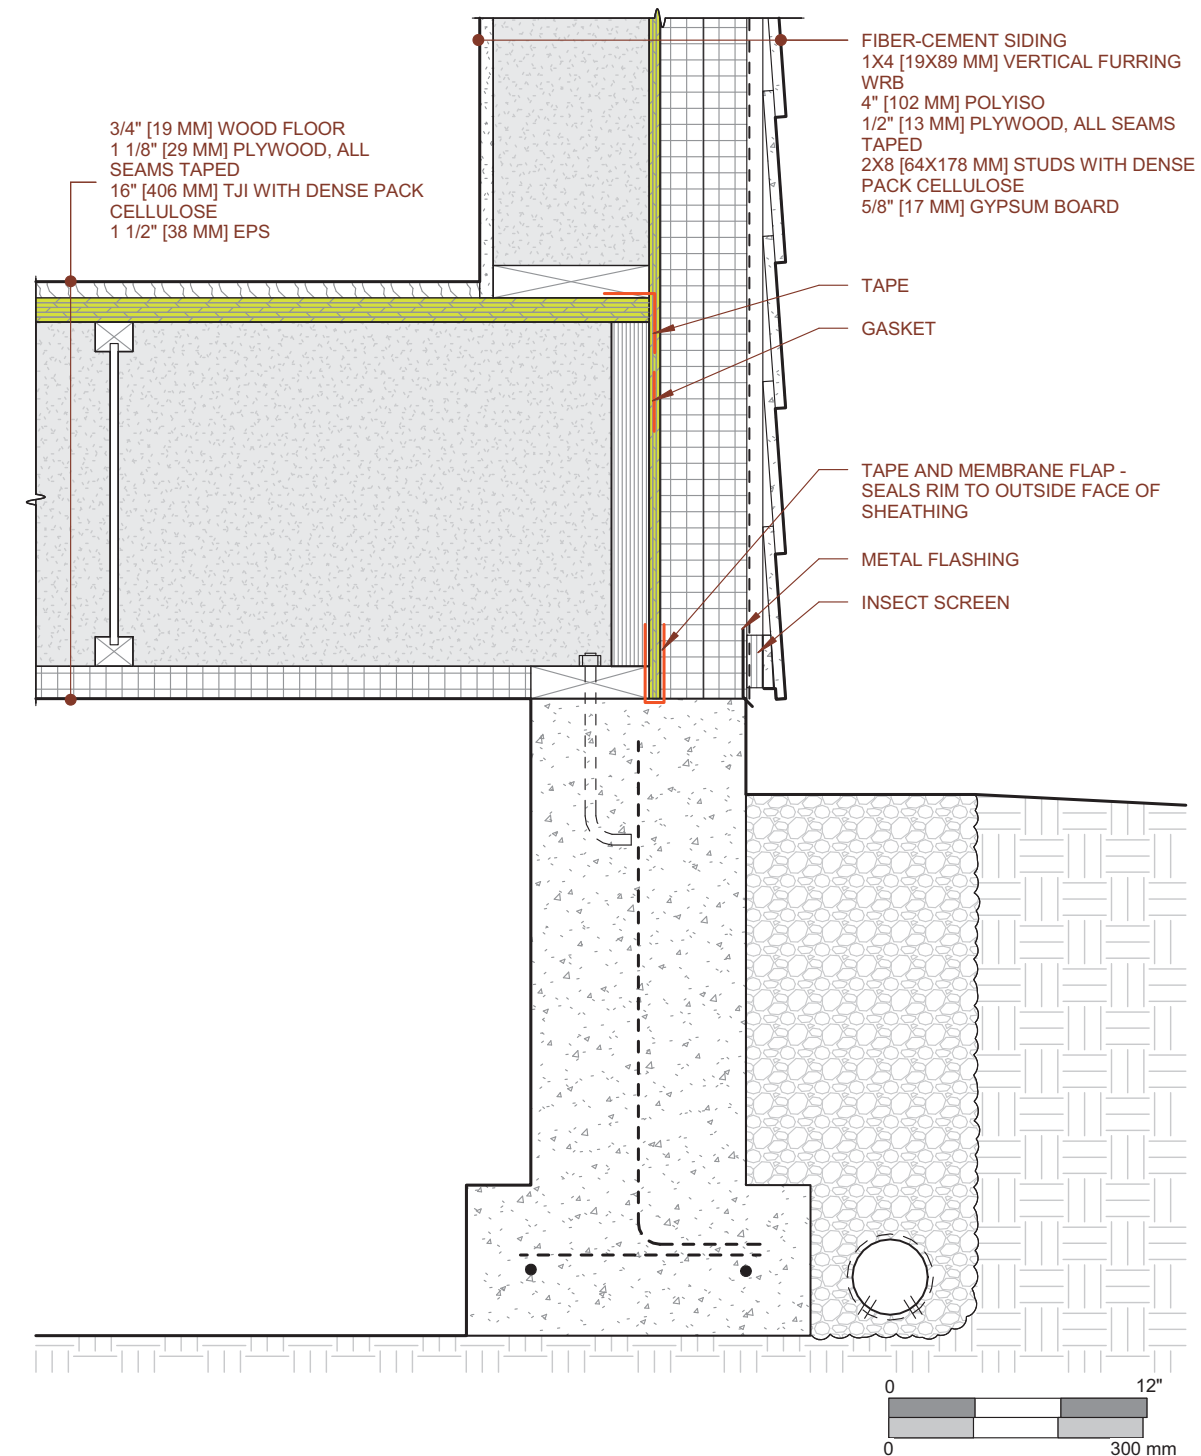 FIBER-CEMENT SIDING
1X4 [19X89 MM] VERTICAL FURRING
WRB
4" [102 MM] POLYISO
1/2" [13 MM] PLYWOOD, ALL SEAMS
TAPED
2X8 [64X178 MM] STUDS WITH DENSE
PACK CELLULOSE
5/8" [17 MM] GYPSUM BOARD
3/4" [19 MM] WOOD FLOOR
1 1/8" [29 MM] PLYWOOD, ALL
SEAMS TAPED
16" [406 MM] TJI WITH DENSE PACK
CELLULOSE
1 1/2" [38 MM] EPS
TAPE
GASKET
TAPE AND MEMBRANE FLAP -
SEALS RIM TO OUTSIDE FACE OF
SHEATHING
METAL FLASHING
INSECT SCREEN
0 12"
0 300 mm